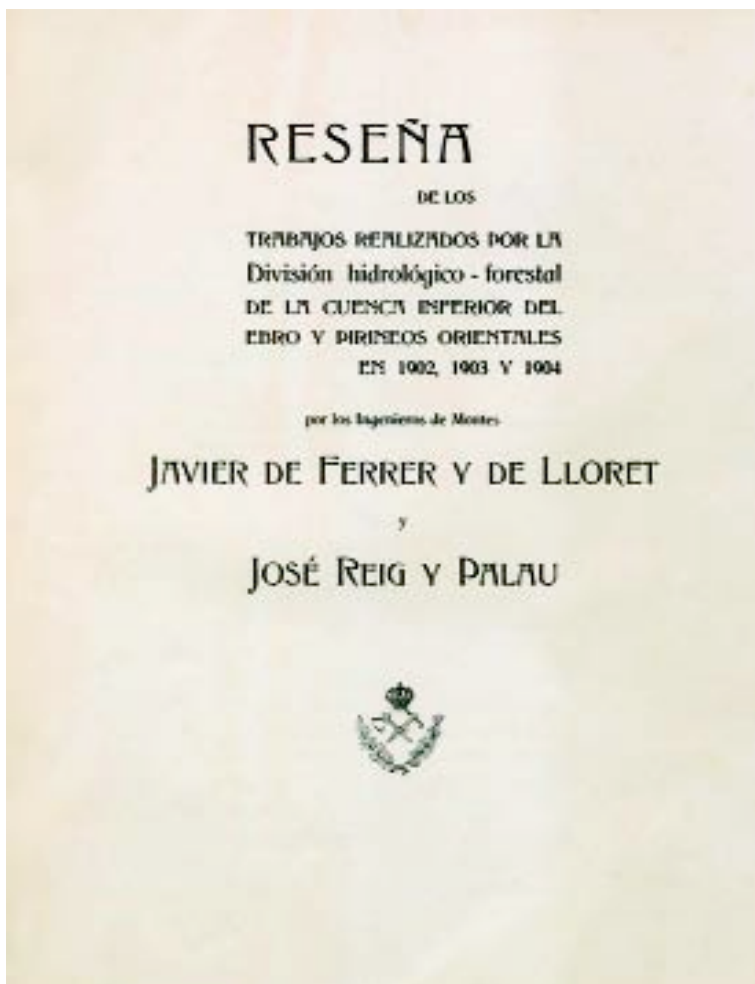 RESEÑA
DE LOS
TRABAJOS REALIZADOS POR LA
División hidrológico - forestal
DE LA CUENCA INFERIOR DEL
EBRO Y PIRINEOS ORIENTALES
EN 1902, 1903 Y 1904
por los Ingenieros de Montes
JAVIER DE FERRER Y DE LLORET
y
JOSÉ REIG Y PALAU